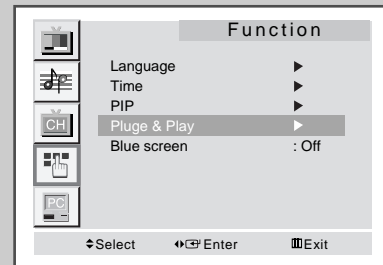 Function
Language ▶
Time ▶
PIP ▶
CH
Pluge & Play ▶
Blue screen : Off
PC
Select Enter Exit